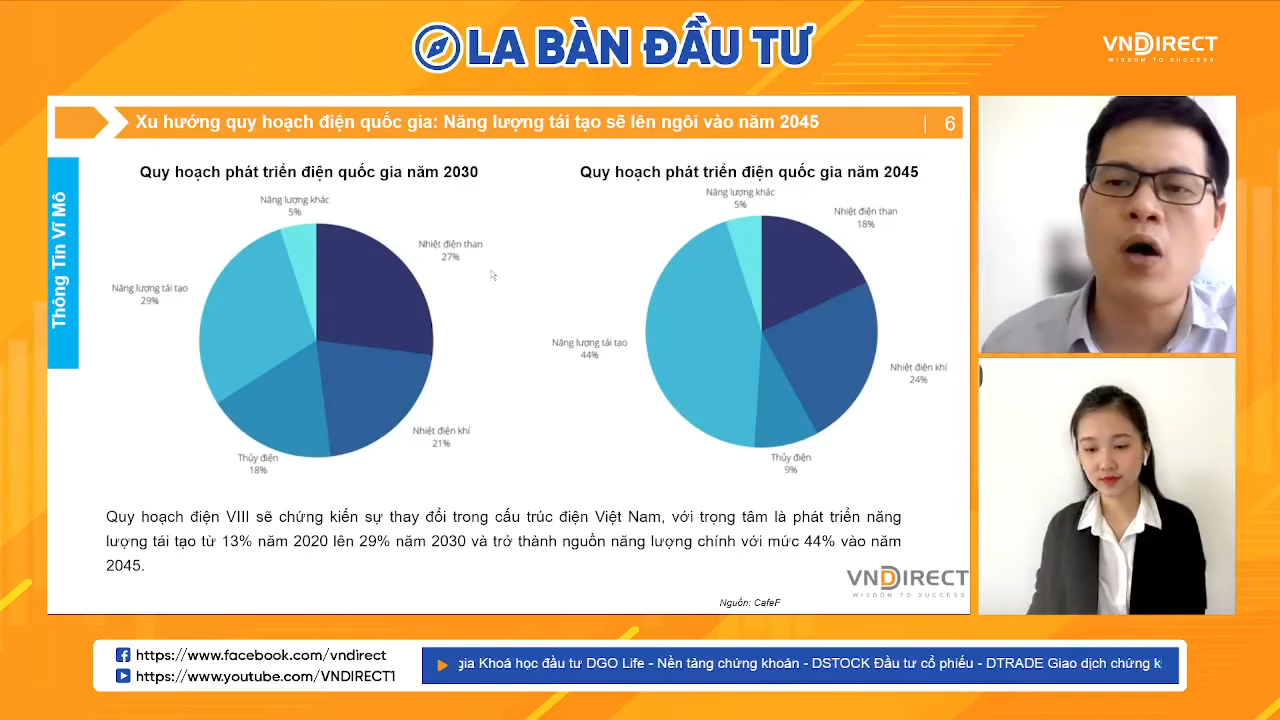 LA BÀN ĐẦU TƯ
VNDIRECT
WISDOM TO SUCCESS
Xu hướng quy hoạch điện quốc gia: Năng lượng tái tạo sẽ lên ngôi vào năm 2045
| 6
Thông Tin Vĩ Mô
Quy hoạch phát triển điện quốc gia năm 2030
Năng lượng khác
5%
Nhiệt điện than
27%
Năng lượng tái tạo
29%
Nhiệt điện khí
21%
Thủy điện
18%
Quy hoạch phát triển điện quốc gia năm 2045
Năng lượng khác
5%
Nhiệt điện than
18%
Năng lượng tái tạo
44%
Nhiệt điện khí
24%
Thủy điện
9%
Quy hoạch điện VIII sẽ chứng kiến sự thay đổi trong cấu trúc điện Việt Nam, với trọng tâm là phát triển năng
lượng tái tạo từ 13% năm 2020 lên 29% năm 2030 và trở thành nguồn năng lượng chính với mức 44% vào năm
2045.
VNDIRECT
WISDOM TO SUCCESS
Nguồn: CafeF
https://www.facebook.com/vndirect
https://www.youtube.com/VNDIRECT1
gia Khoá học đầu tư DGO Life - Nền tảng chứng khoán - DSTOCK Đầu tư cổ phiếu - DTRADE Giao dịch chứng k